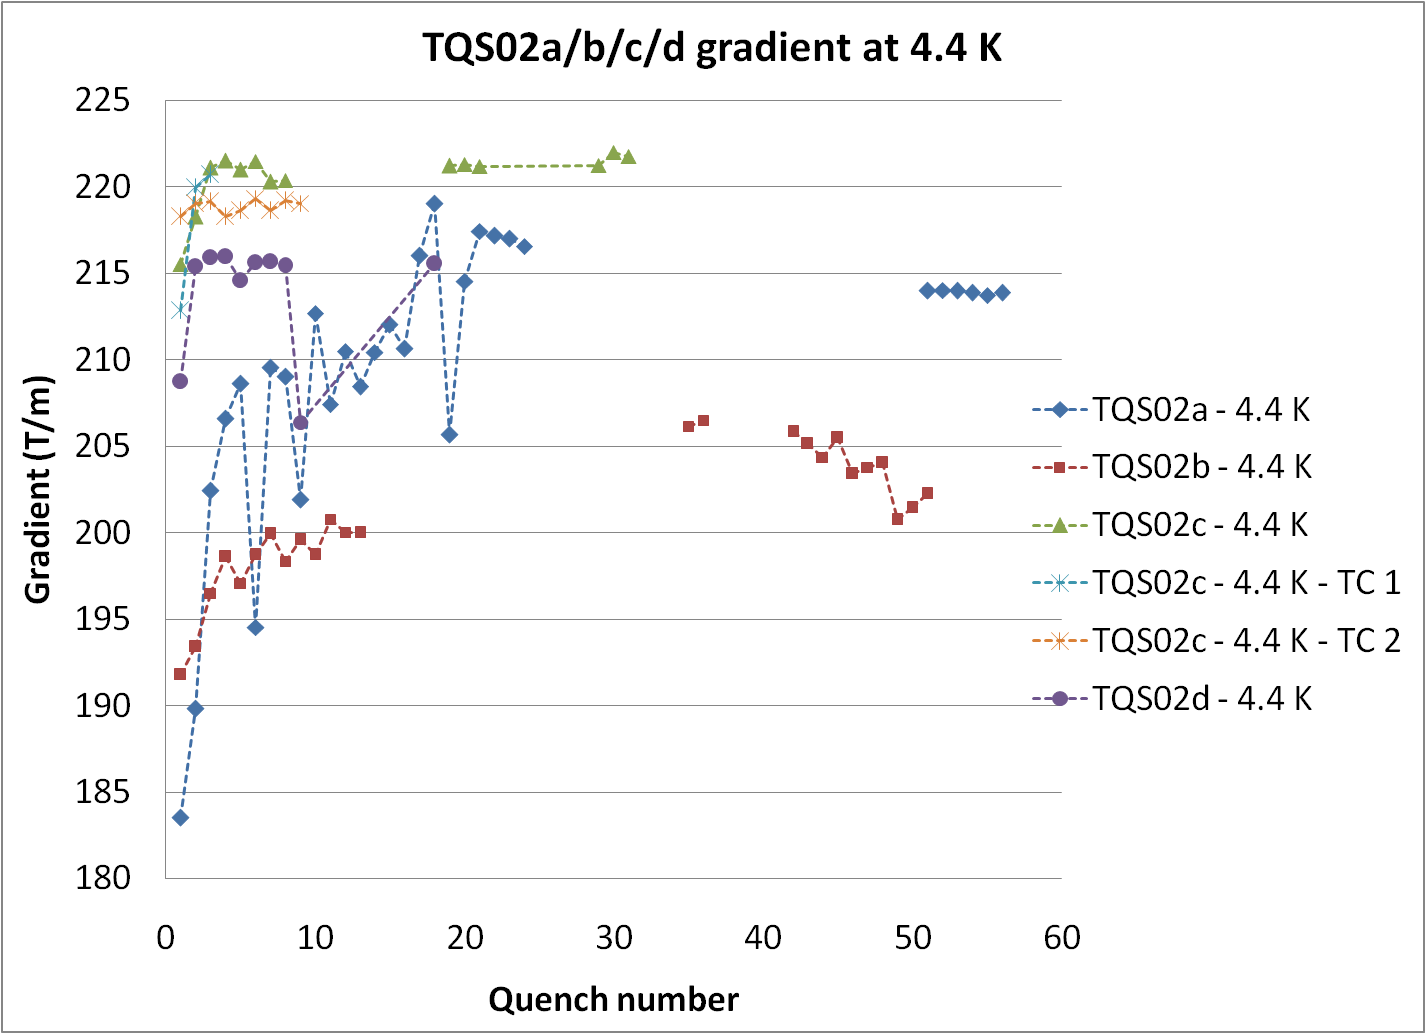 TQS02a/b/c/d gradient at 4.4 K
225
220
215
210
205
200
195
190
185
180
Gradient (T/m)
0 10 20 30 40 50 60
Quench number
TQS02a - 4.4 K
TQS02b - 4.4 K
TQS02c - 4.4 K
TQS02c - 4.4 K - TC 1
TQS02c - 4.4 K - TC 2
TQS02d - 4.4 K